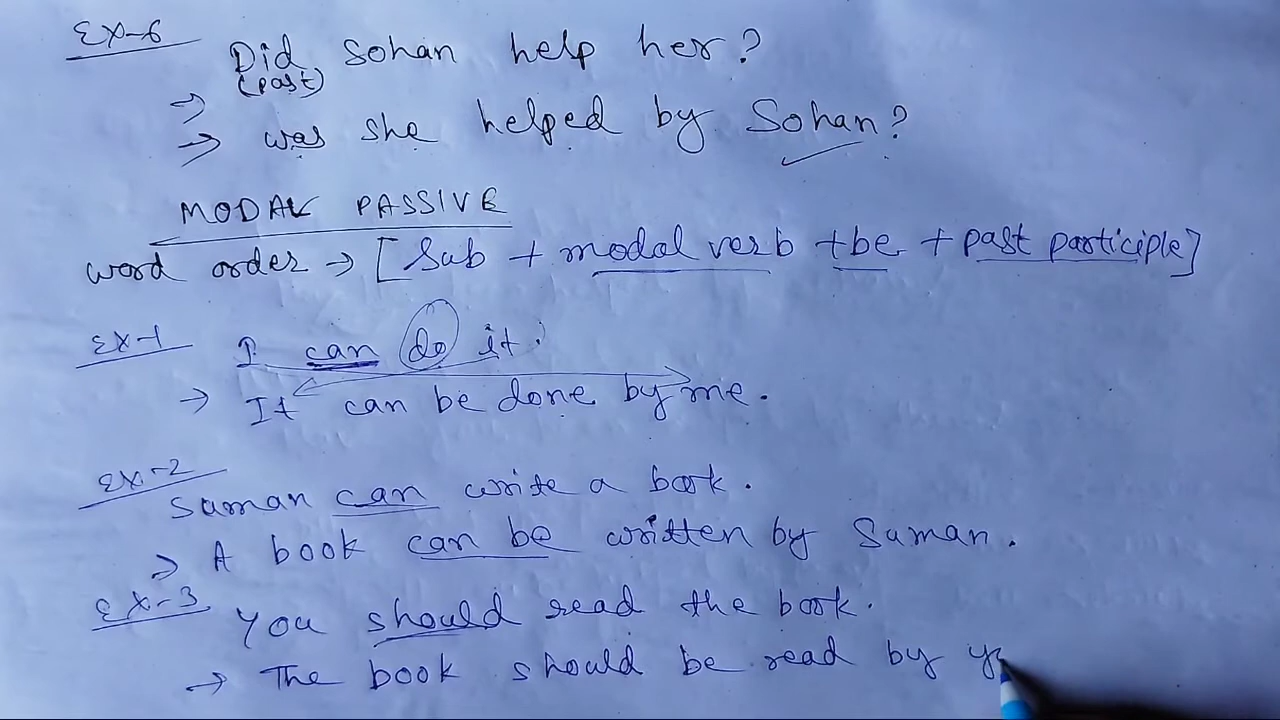 Ex-6 Did Sohan help her?
(past)
→
→ was she helped by Sohan?
MODAL PASSIVE
word order → [Sub + modal verb + be + past participle]
Ex-1 I can do it.
→ It can be done by me.
Ex-2
Suman can write a book.
→ A book can be written by Suman.
Ex-3 You should read the book.
→ The book should be read by